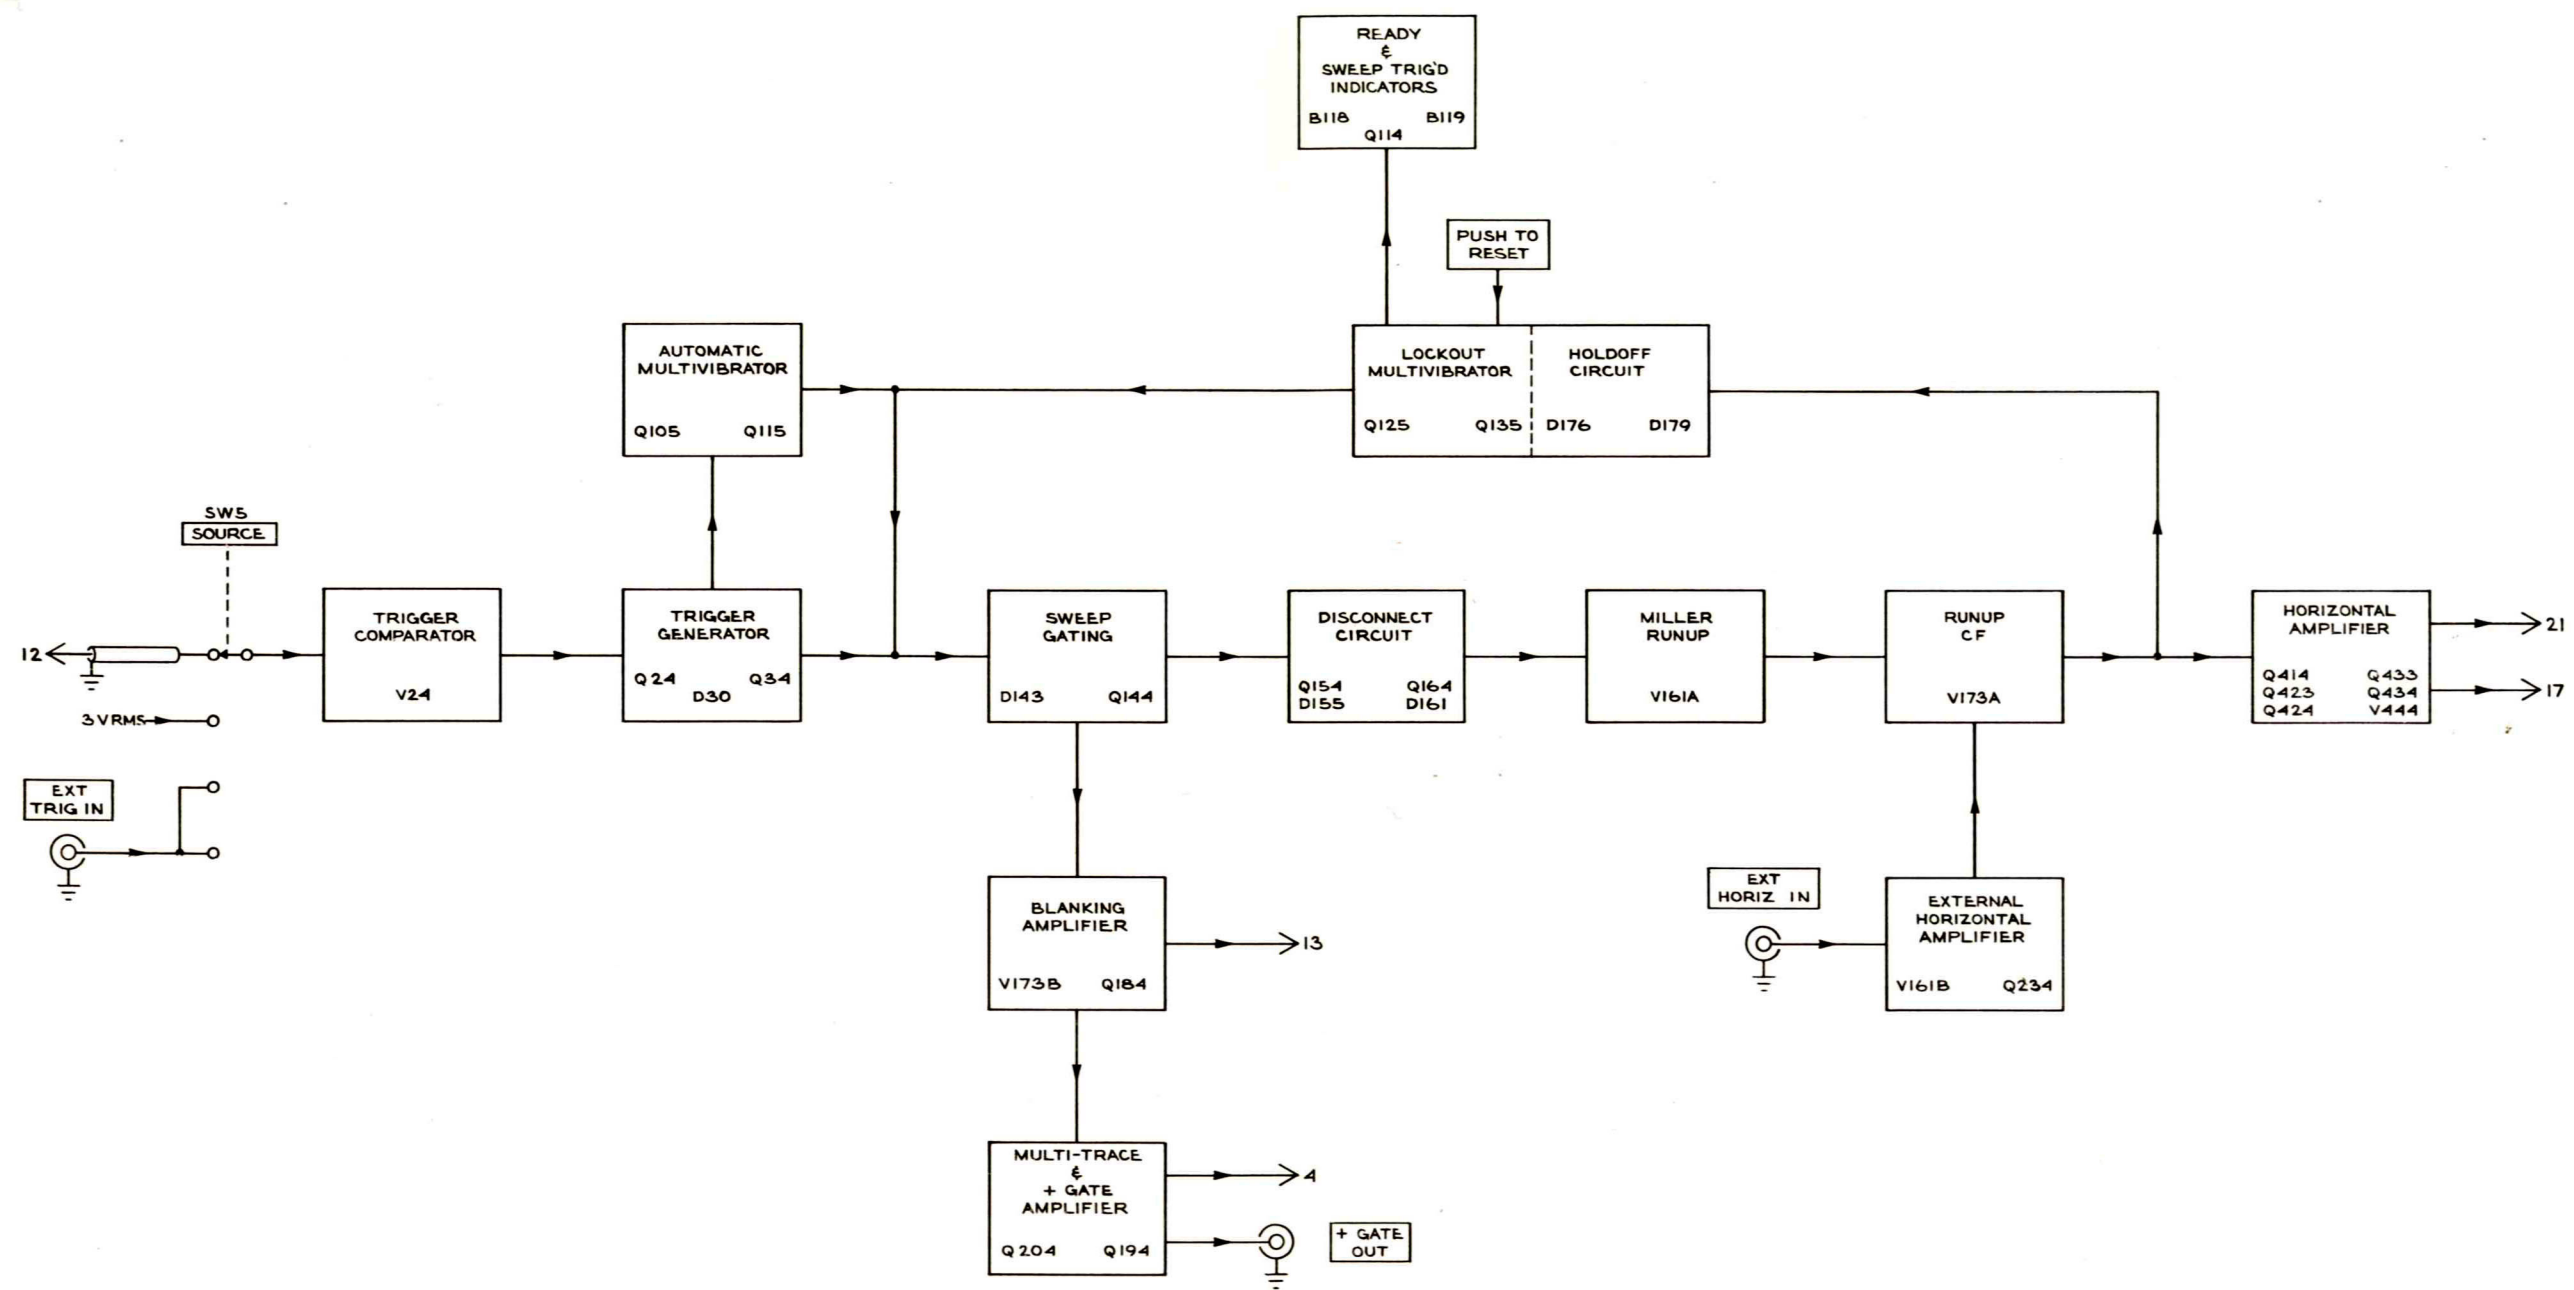 READY
&
SWEEP TRIG'D
INDICATORS
B118 B119
Q114
PUSH TO
RESET
AUTOMATIC
MULTIVIBRATOR
Q105 Q115
LOCKOUT
MULTIVIBRATOR
Q125 Q135
HOLDOFF
CIRCUIT
D176 D179
SW5
SOURCE
12
3V RMS
EXT
TRIG IN
TRIGGER
COMPARATOR
V24
TRIGGER
GENERATOR
Q24 Q34
D30
SWEEP
GATING
D143 Q144
DISCONNECT
CIRCUIT
Q154 Q164
D155 D161
MILLER
RUNUP
V161A
RUNUP
CF
V173A
HORIZONTAL
AMPLIFIER
Q414 Q433
Q423 Q434
Q424 V444
21
17
BLANKING
AMPLIFIER
V173B Q184
13
EXT
HORIZ IN
EXTERNAL
HORIZONTAL
AMPLIFIER
V161B Q234
MULTI-TRACE
&
+ GATE
AMPLIFIER
Q204 Q194
4
+ GATE
OUT